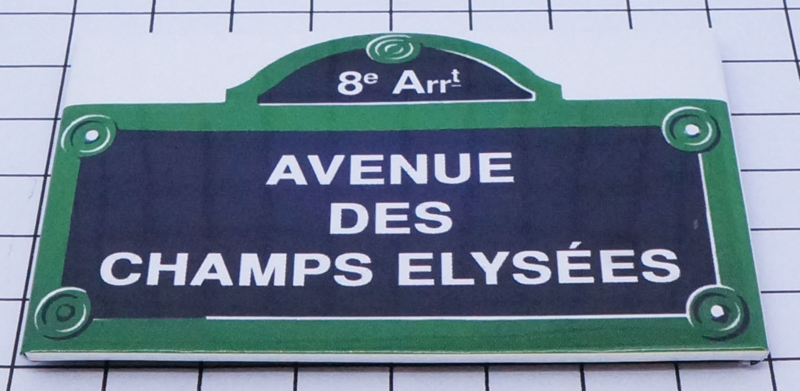 8e Arrt
AVENUE
DES
CHAMPS ELYSÉES